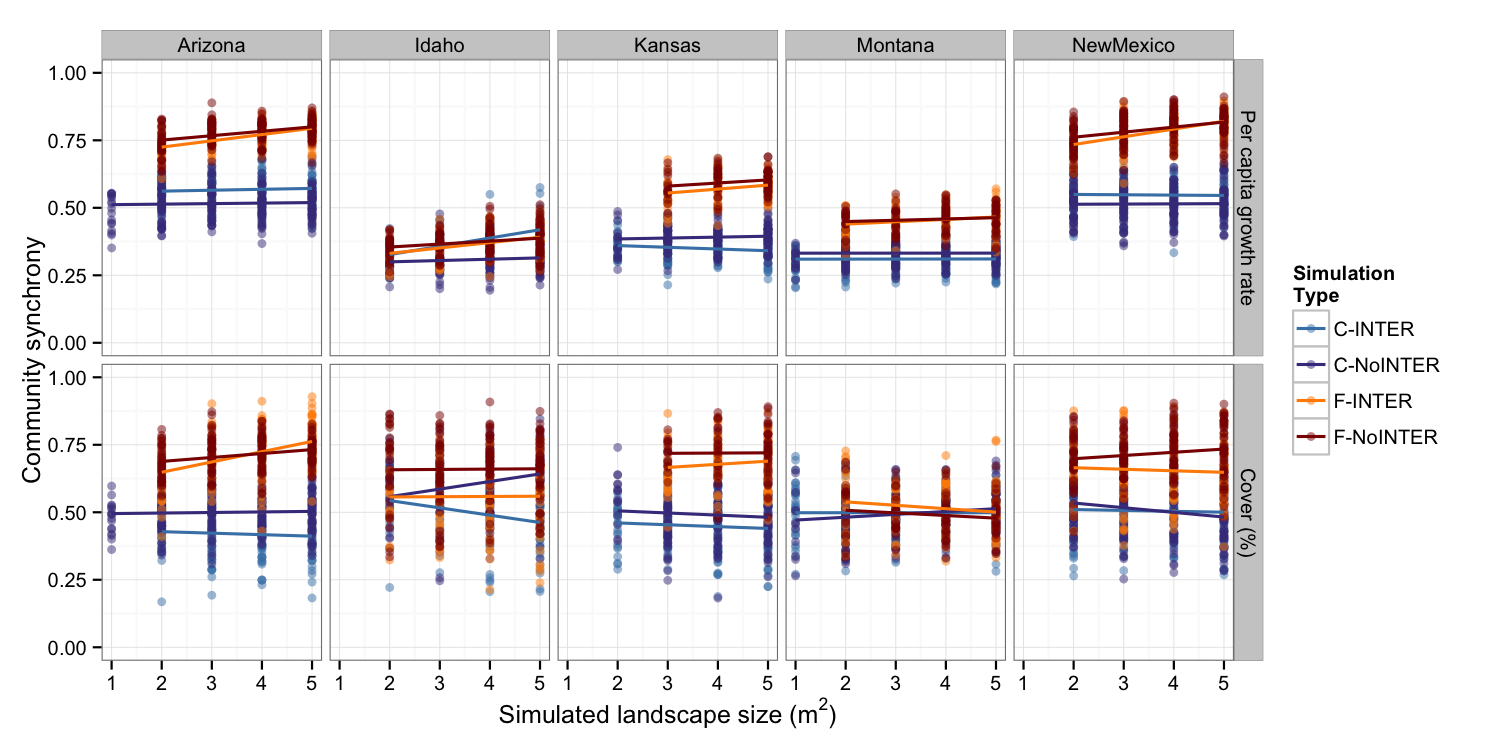 Arizona Idaho Kansas Montana NewMexico
Community synchrony
1.00
0.75
0.50
0.25
0.00
Per capita growth rate
1.00
0.75
0.50
0.25
0.00
Cover (%)
1 2 3 4 5 1 2 3 4 5 1 2 3 4 5 1 2 3 4 5 1 2 3 4 5
Simulated landscape size (m²)
Simulation
Type
C-INTER
C-NoINTER
F-INTER
F-NoINTER